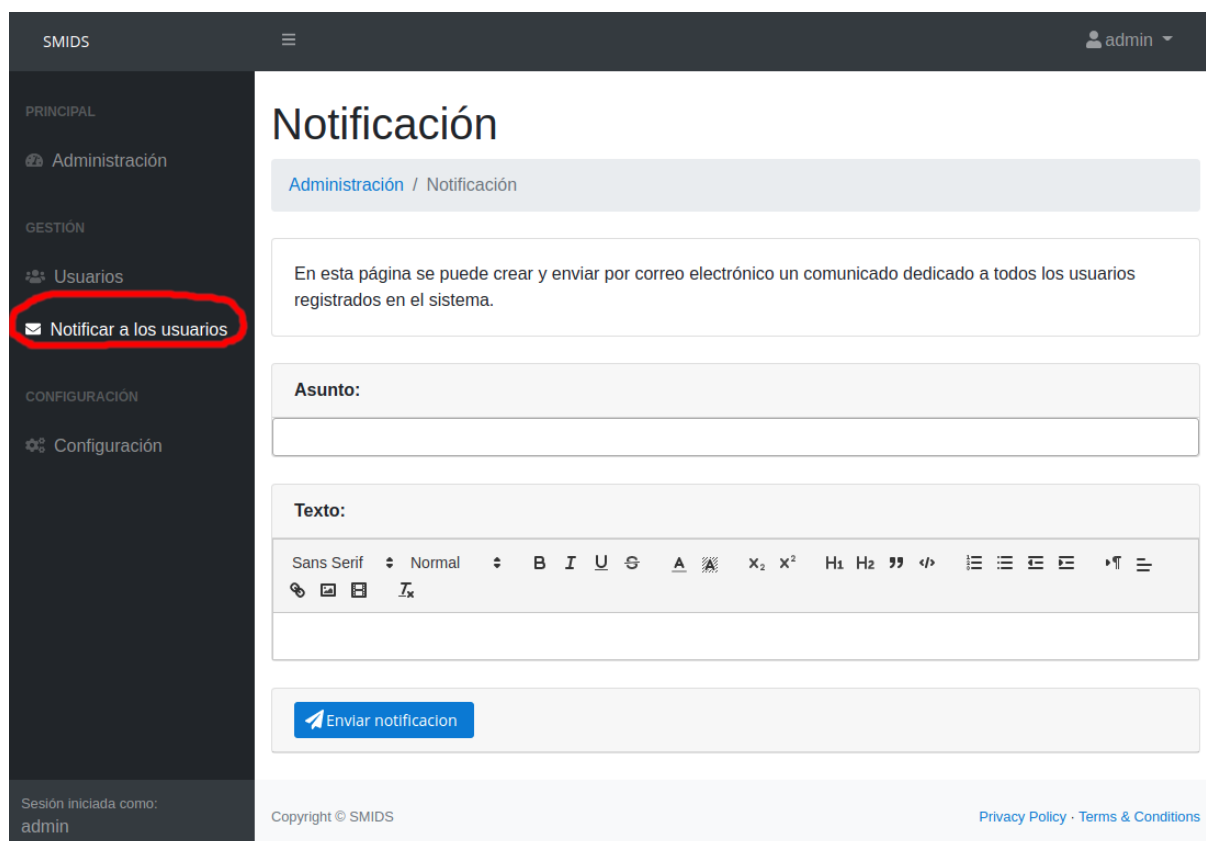 SMIDS
admin
PRINCIPAL
Administración
GESTIÓN
Usuarios
Notificar a los usuarios
CONFIGURACIÓN
Configuración
Sesión iniciada como:
admin
Notificación
Administración / Notificación
En esta página se puede crear y enviar por correo electrónico un comunicado dedicado a todos los usuarios
registrados en el sistema.
Asunto:
Texto:
Sans Serif Normal B I U S A A X₂ X² H1 H2 ❞ </> ¶
Tx
Enviar notificacion
Copyright © SMIDS
Privacy Policy · Terms & Conditions